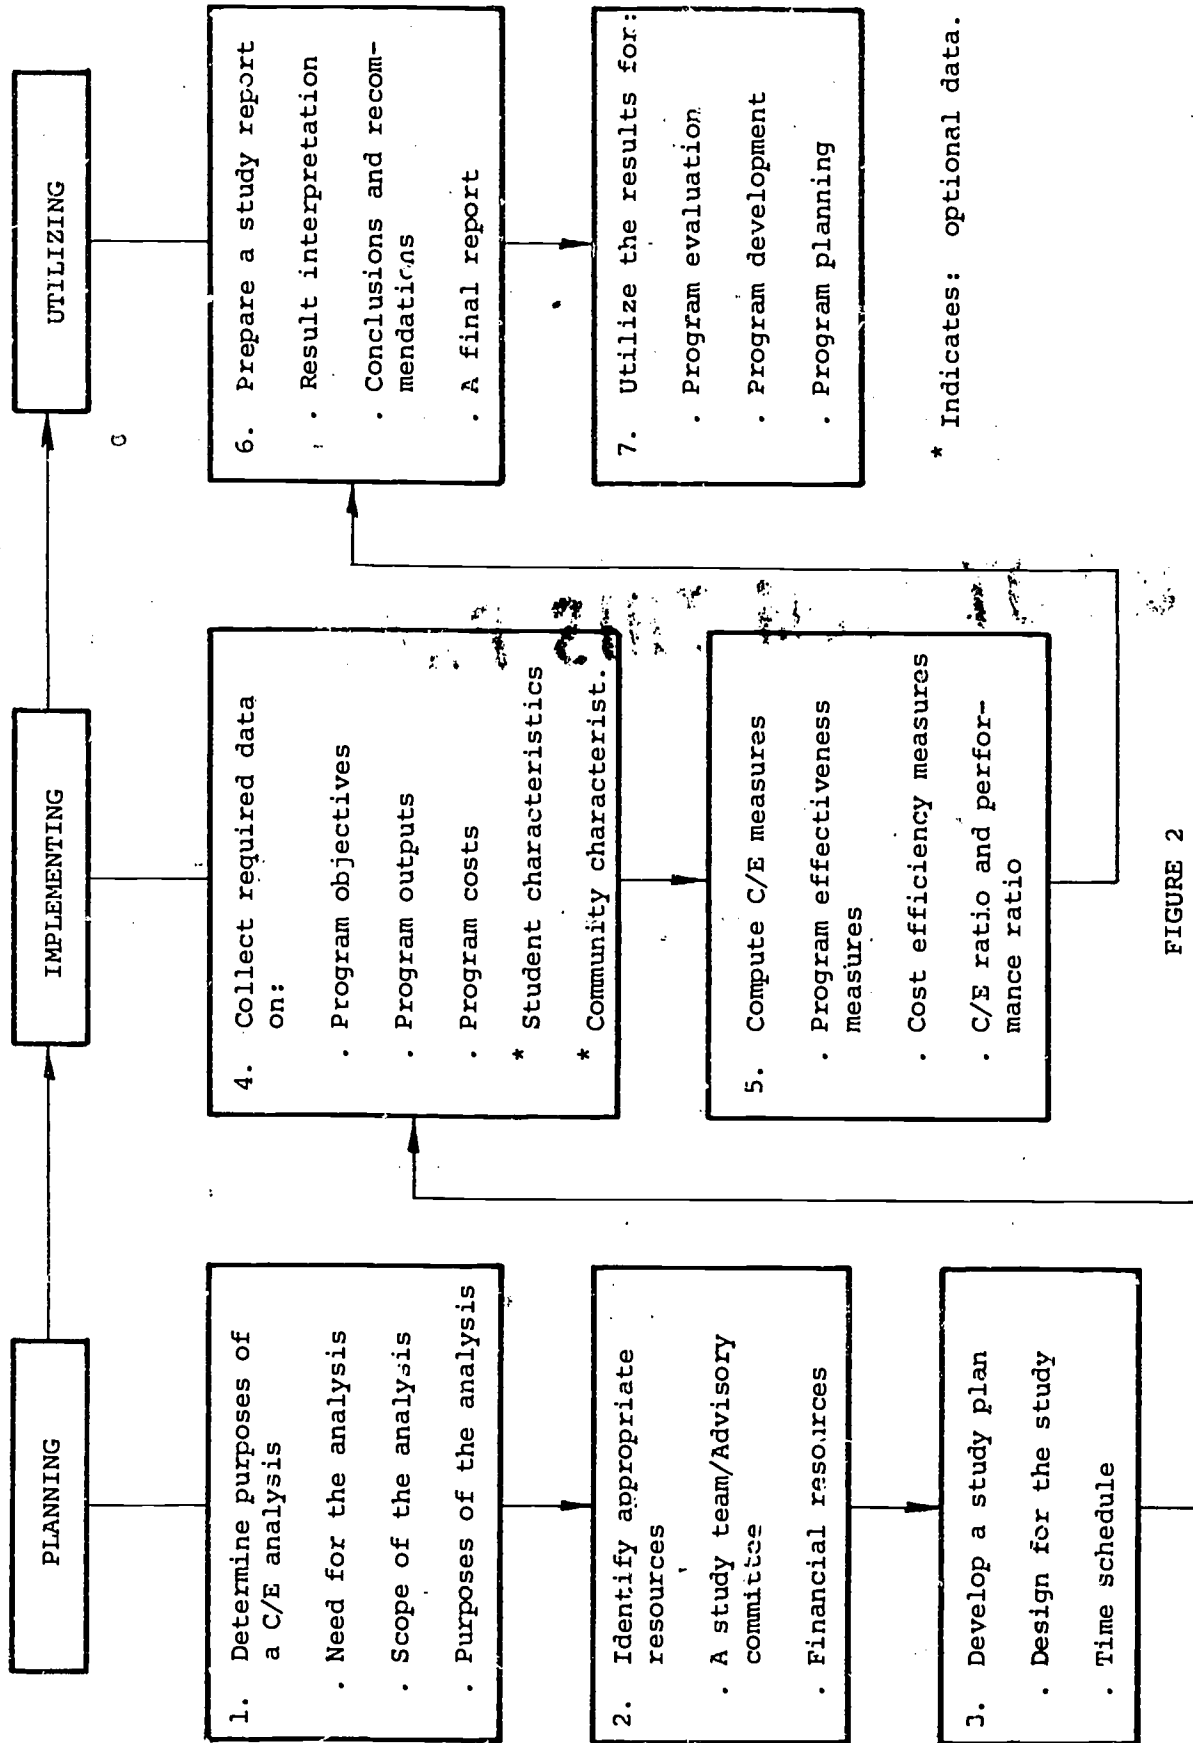 PLANNING
1. Determine purposes of
a C/E analysis
. Need for the analysis
. Scope of the analysis
. Purposes of the analysis
2. Identify appropriate
resources
. A study team/Advisory
committee
. Financial resources
3. Develop a study plan
. Design for the study
. Time schedule
IMPLEMENTING
4. Collect required data
on:
. Program objectives
. Program outputs
. Program costs
* Student characteristics
* Community characterist.
5. Compute C/E measures
. Program effectiveness
measures
. Cost efficiency measures
. C/E ratio and perfor-
mance ratio
UTILIZING
6. Prepare a study report
. Result interpretation
. Conclusions and recom-
mendations
. A final report
7. Utilize the results for:
. Program evaluation
. Program development
. Program planning
* Indicates: optional data.
FIGURE 2